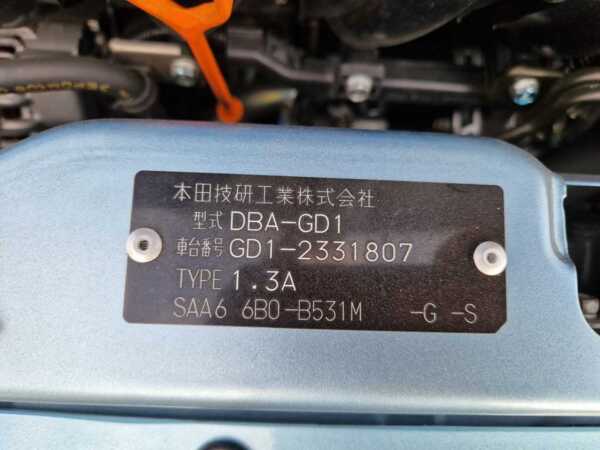 本田技研工業株式会社
型式 DBA-GD1
車台番号 GD1-2331807
TYPE 1.3A
SAA6 6B0-B531M -G -S